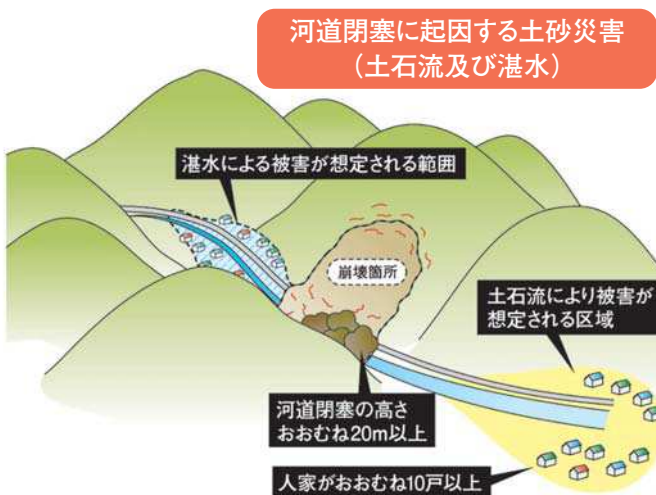 河道閉塞に起因する土砂災害
（土石流及び湛水）
湛水による被害が想定される範囲
崩壊箇所
土石流により被害が
想定される区域
河道閉塞の高さ
おおむね20m以上
人家がおおむね10戸以上